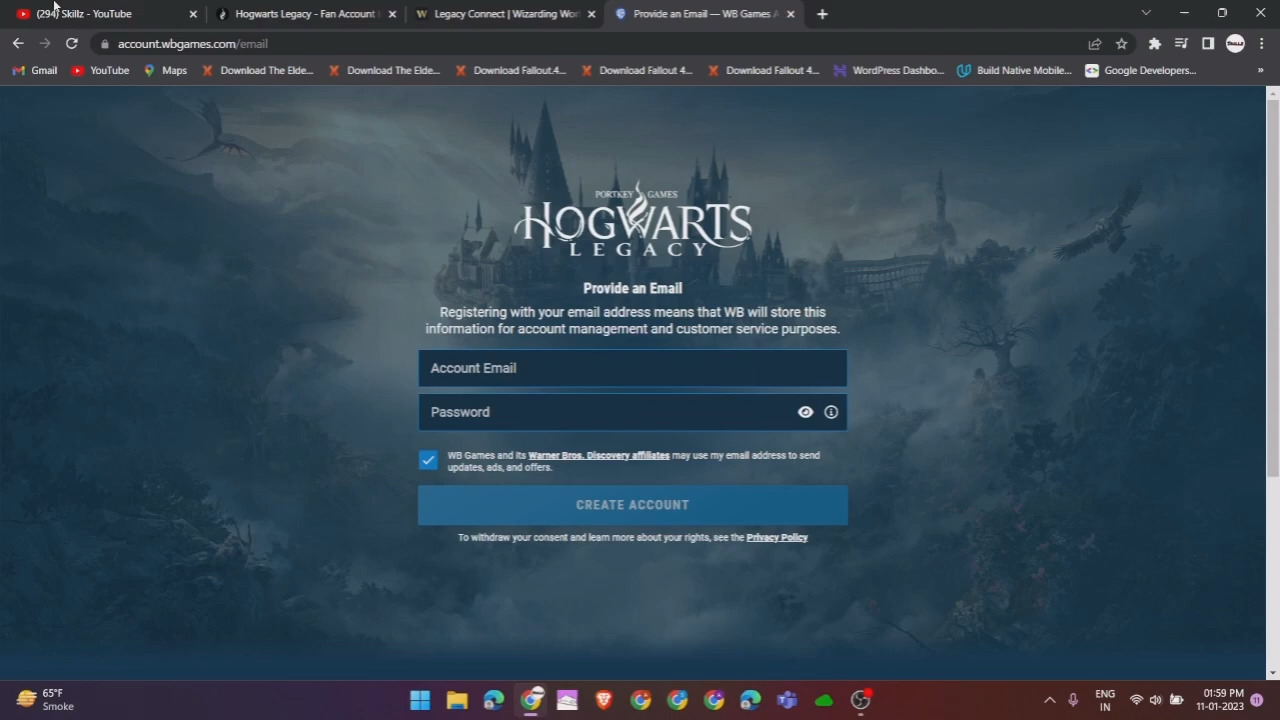 (294) Skillz - YouTube
Hogwarts Legacy - Fan Account
Legacy Connect | Wizarding Wor
Provide an Email — WB Games A
account.wbgames.com/email
Gmail
YouTube
Maps
Download The Elde...
Download The Elde...
Download Fallout.4...
Download Fallout 4...
Download Fallout 4...
WordPress Dashbo...
Build Native Mobile...
Google Developers...
»
PORTKEY GAMES
HOGWARTS
LEGACY
Provide an Email
Registering with your email address means that WB will store this
information for account management and customer service purposes.
Account Email
Password
WB Games and its Warner Bros. Discovery affiliates may use my email address to send
updates, ads, and offers.
CREATE ACCOUNT
To withdraw your consent and learn more about your rights, see the Privacy Policy
65°F
Smoke
ENG
IN
01:59 PM
11-01-2023
11